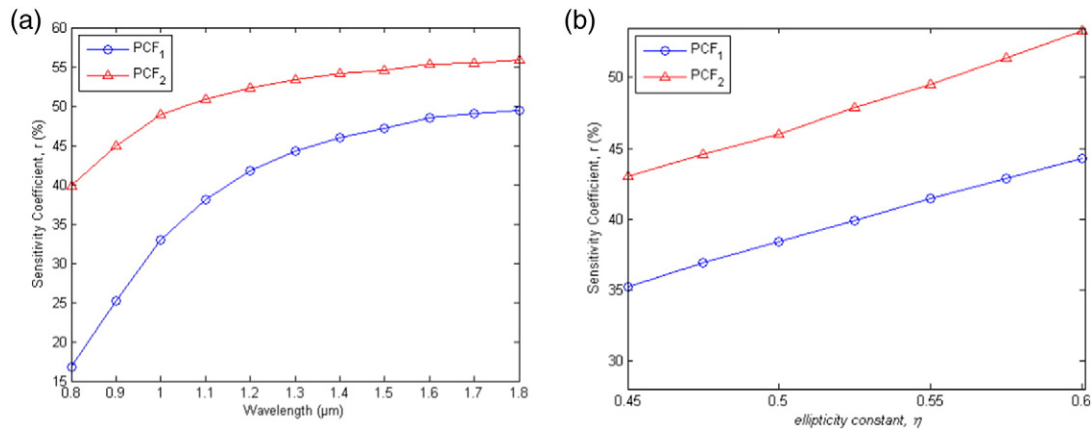 (a)
60
55
50
45
40
35
30
25
20
15
Sensitivity Coefficient, r (%)
PCF1
PCF2
0.8 0.9 1 1.1 1.2 1.3 1.4 1.5 1.6 1.7 1.8
Wavelength (µm)
(b)
50
45
40
35
30
Sensitivity Coefficient, r (%)
PCF1
PCF2
0.45 0.5 0.55 0.6
ellipticity constant, η